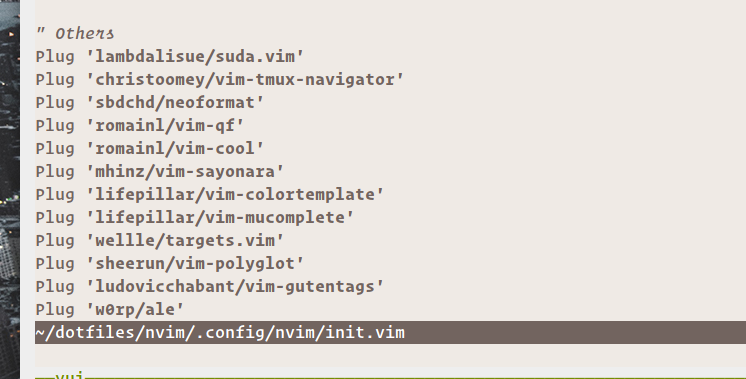 " Others
Plug 'lambdalisue/suda.vim'
Plug 'christoomey/vim-tmux-navigator'
Plug 'sbdchd/neoformat'
Plug 'romainl/vim-qf'
Plug 'romainl/vim-cool'
Plug 'mhinz/vim-sayonara'
Plug 'lifepillar/vim-colortemplate'
Plug 'lifepillar/vim-mucomplete'
Plug 'wellle/targets.vim'
Plug 'sheerun/vim-polyglot'
Plug 'ludovicchabant/vim-gutentags'
Plug 'w0rp/ale'
~/dotfiles/nvim/.config/nvim/init.vim